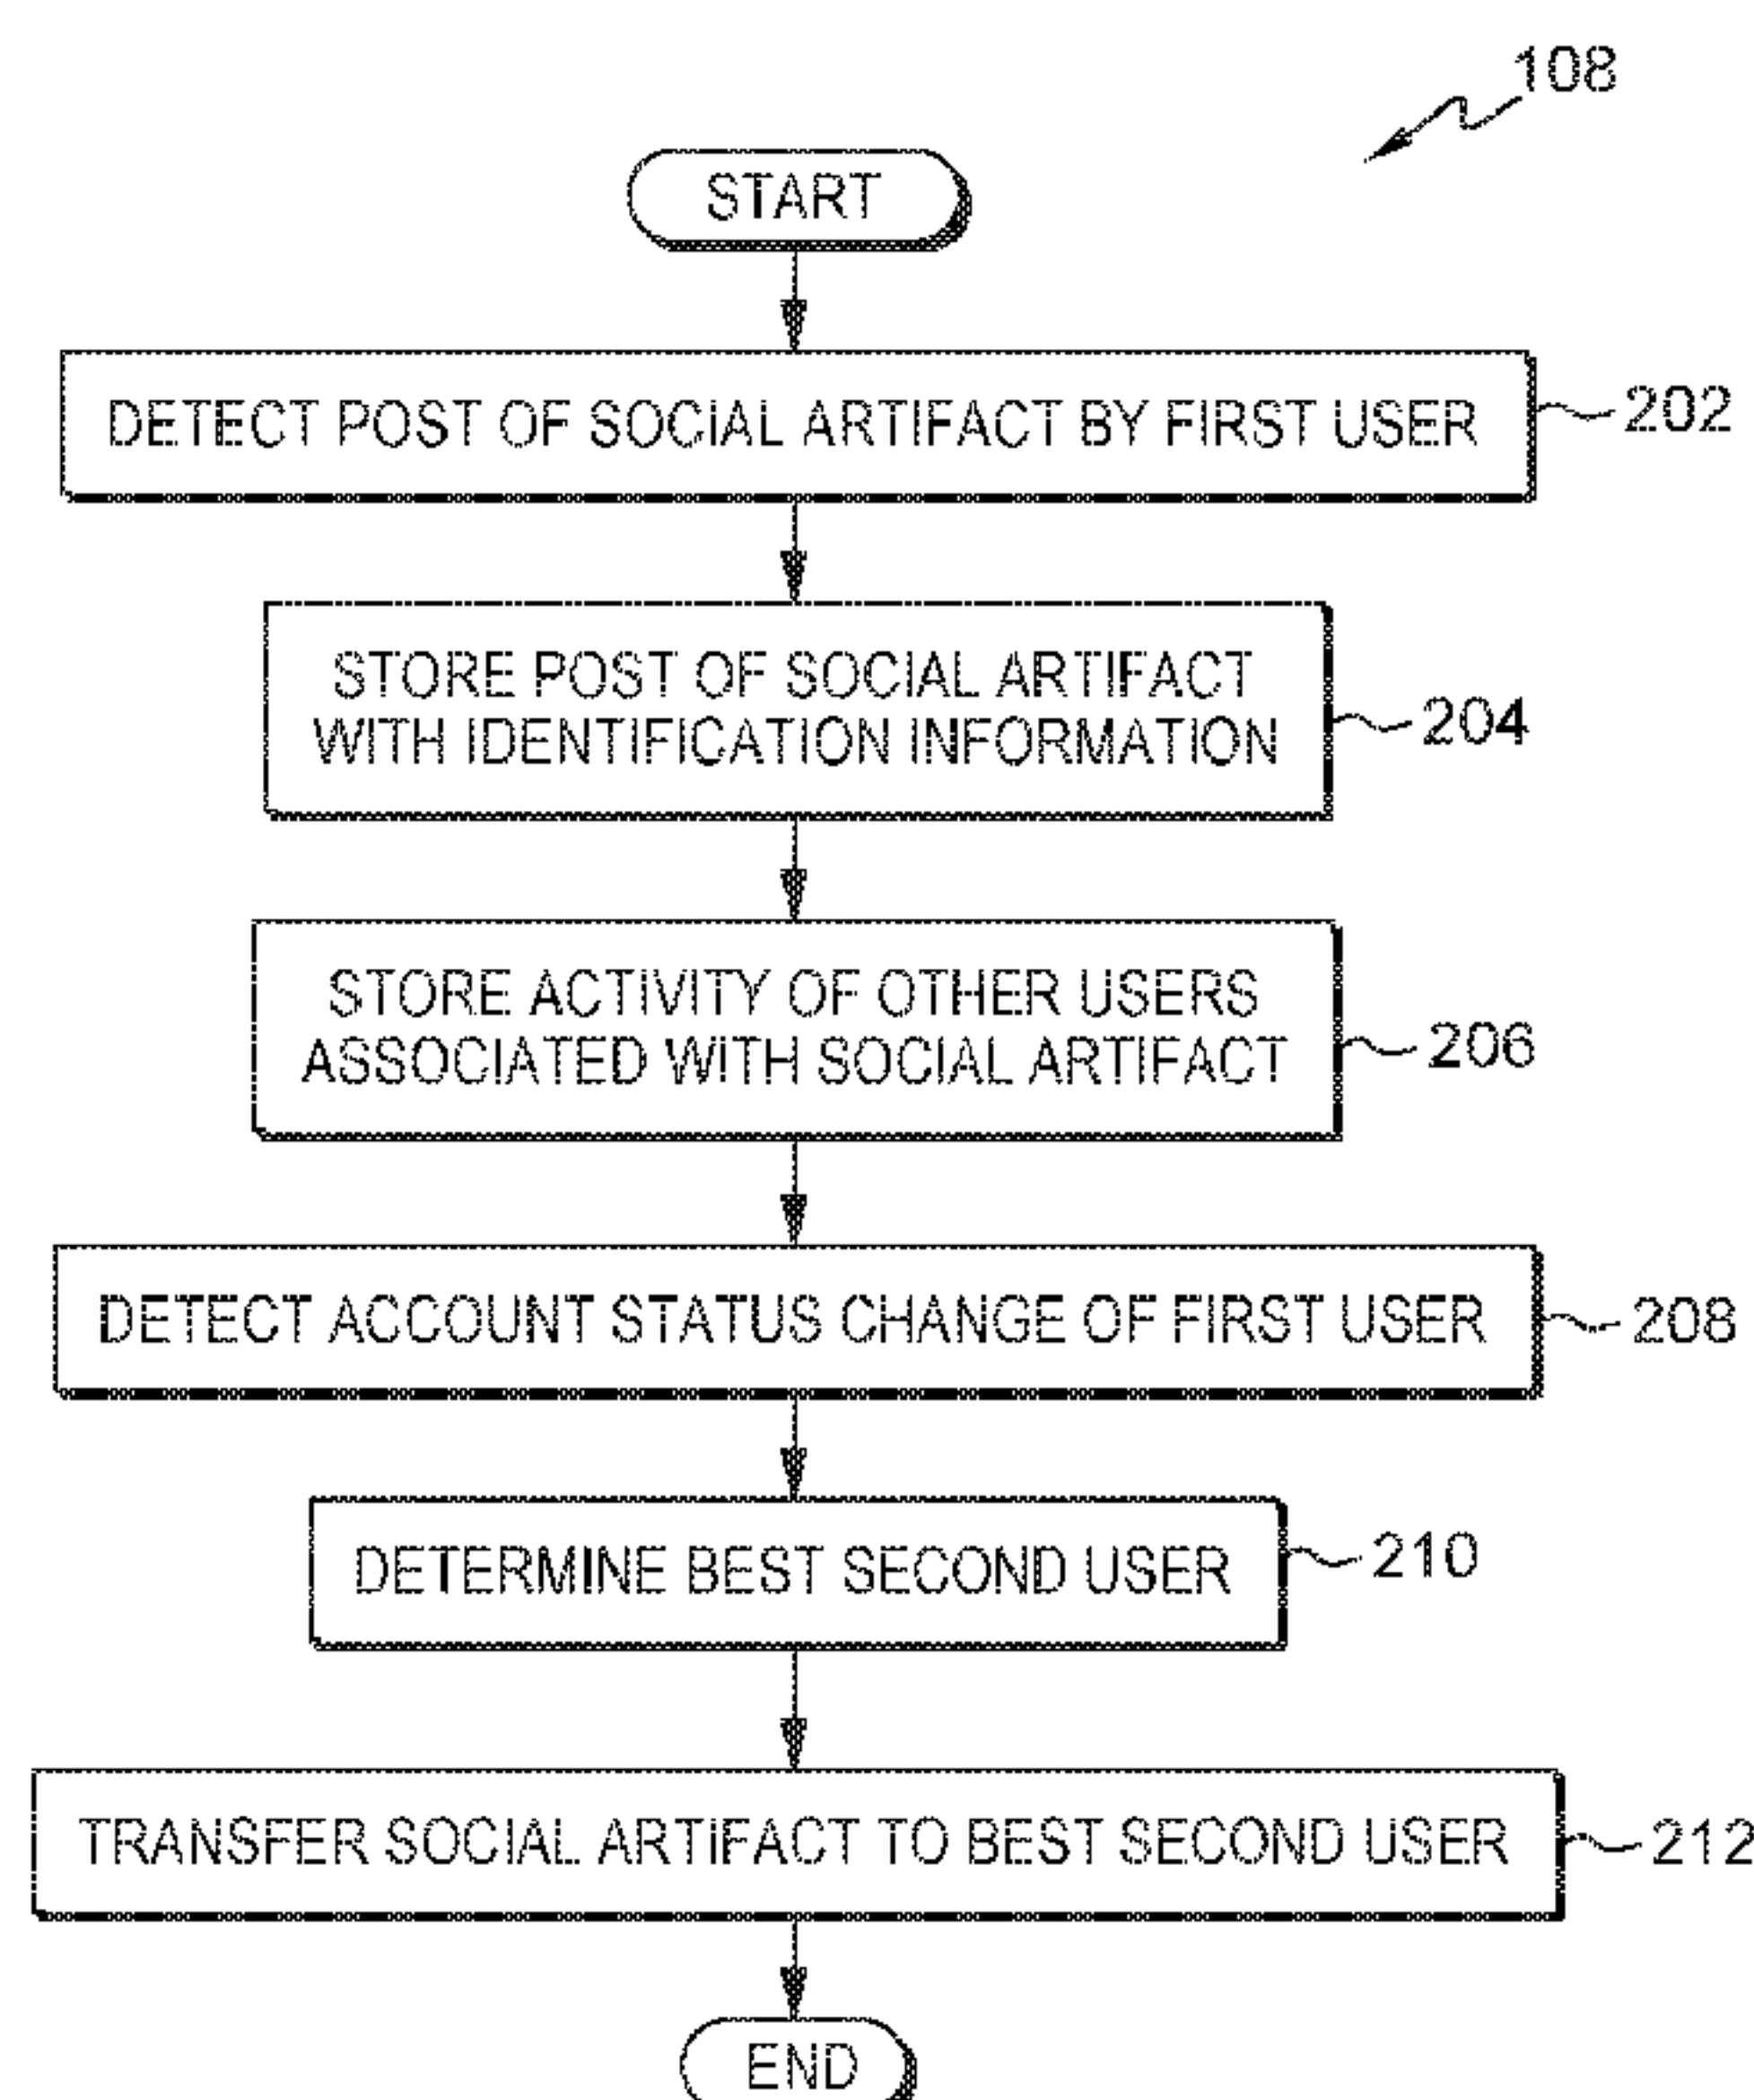 108
START
DETECT POST OF SOCIAL ARTIFACT BY FIRST USER
202
STORE POST OF SOCIAL ARTIFACT
WITH IDENTIFICATION INFORMATION
204
STORE ACTIVITY OF OTHER USERS
ASSOCIATED WITH SOCIAL ARTIFACT
206
DETECT ACCOUNT STATUS CHANGE OF FIRST USER
208
DETERMINE BEST SECOND USER
210
TRANSFER SOCIAL ARTIFACT TO BEST SECOND USER
212
END